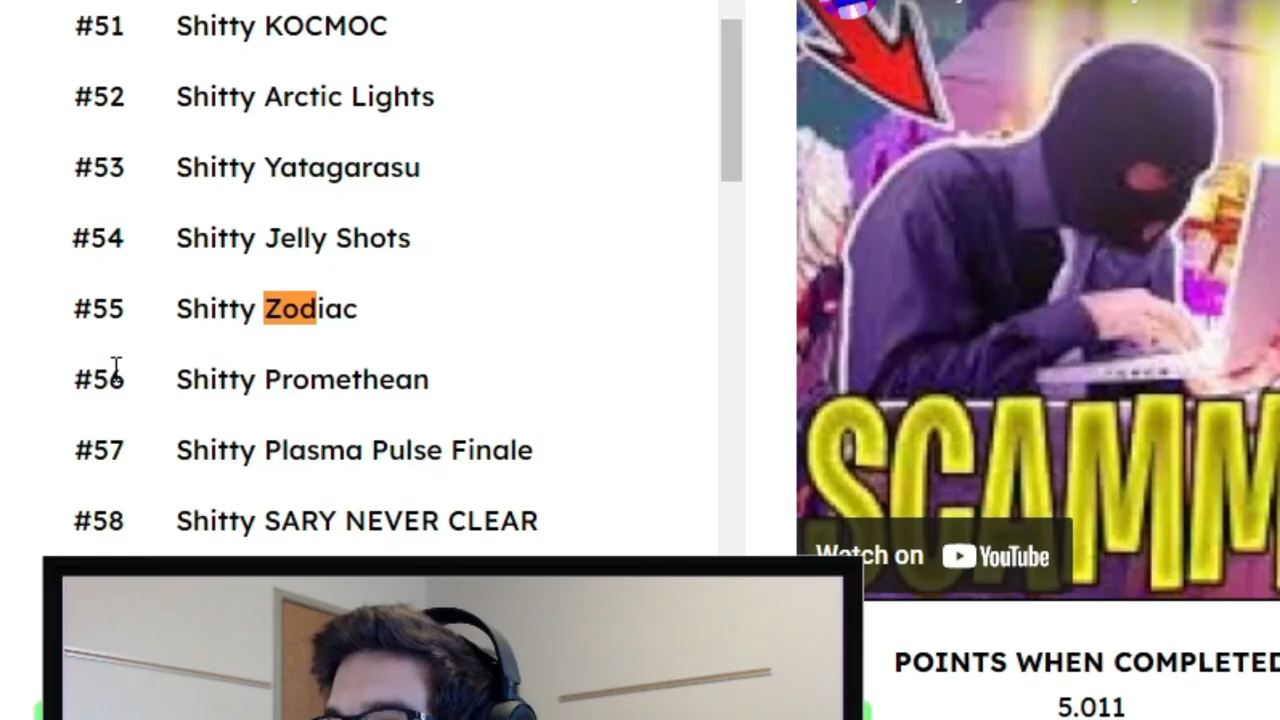 #51 Shitty KOCMOC
#52 Shitty Arctic Lights
#53 Shitty Yatagarasu
#54 Shitty Jelly Shots
#55 Shitty Zodiac
#56 Shitty Promethean
#57 Shitty Plasma Pulse Finale
#58 Shitty SARY NEVER CLEAR
SCAMM
Watch on YouTube
POINTS WHEN COMPLETED
5.011